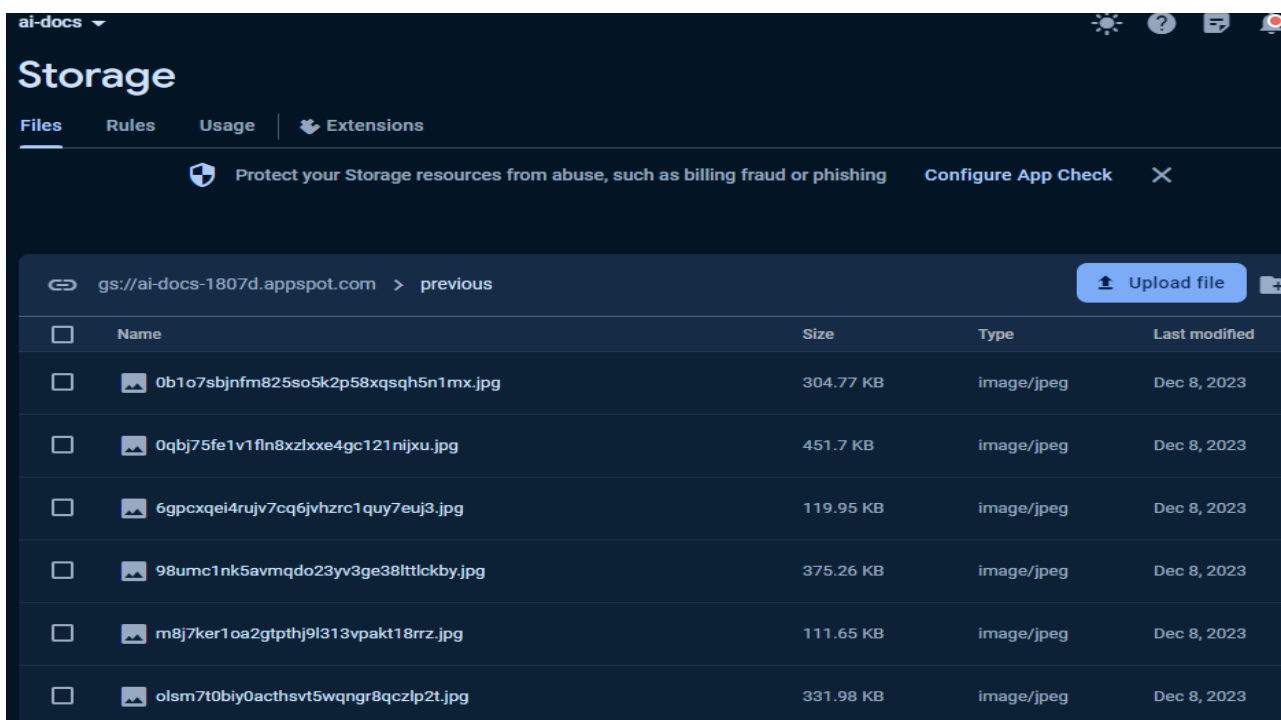 ai-docs
Storage
Files Rules Usage Extensions
Protect your Storage resources from abuse, such as billing fraud or phishing Configure App Check
gs://ai-docs-1807d.appspot.com > previous Upload file
Name Size Type Last modified
0b1o7sbjnfm825so5k2p58xqsqh5n1mx.jpg 304.77 KB image/jpeg Dec 8, 2023
0qbj75fe1v1fln8xzlxxe4gc121nijxu.jpg 451.7 KB image/jpeg Dec 8, 2023
6gpcxqei4rujv7cq6jvhzrc1quy7euj3.jpg 119.95 KB image/jpeg Dec 8, 2023
98umc1nk5avmqdo23yv3ge38lttlckby.jpg 375.26 KB image/jpeg Dec 8, 2023
m8j7ker1oa2gtpthj9l313vpakt18rrz.jpg 111.65 KB image/jpeg Dec 8, 2023
olsm7t0biy0acthsvt5wqngr8qczlp2t.jpg 331.98 KB image/jpeg Dec 8, 2023